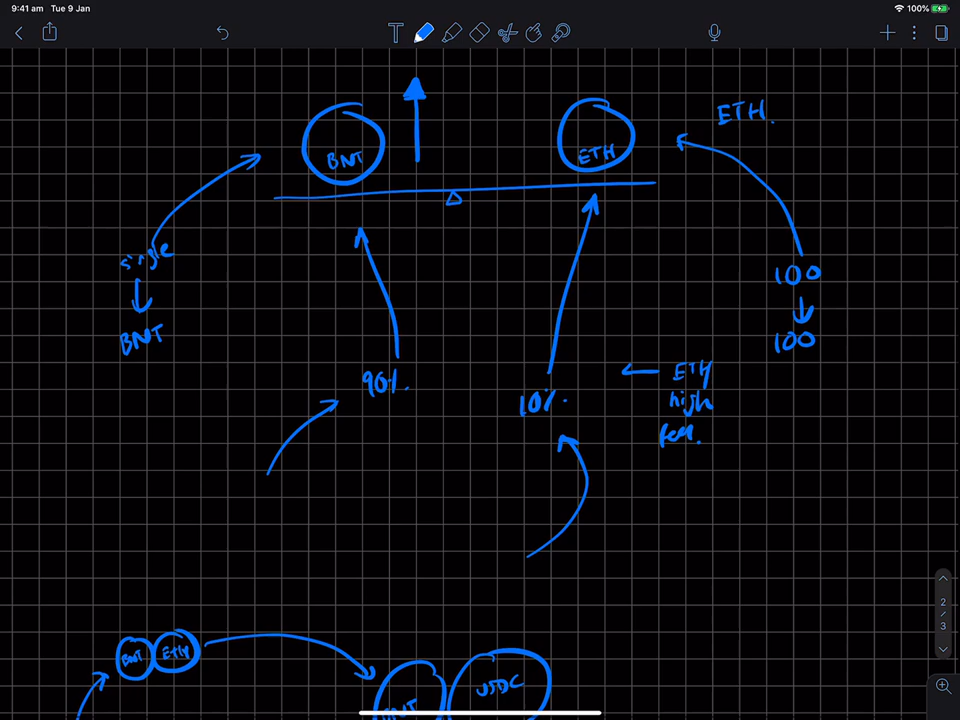 9:41 am Tue 9 Jan
100%
T
ETH.
BNT
ETH
single
BNT
100
100
90%.
10%.
ETH
high
2
/
3
BNT
ETH
BNT
USDC